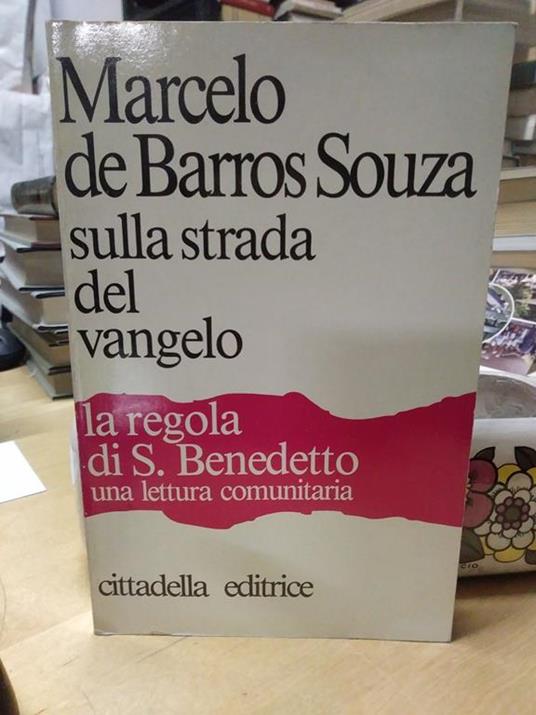 Marcelo
de Barros Souza
sulla strada
del
vangelo
la regola
di S. Benedetto
una lettura comunitaria
cittadella editrice